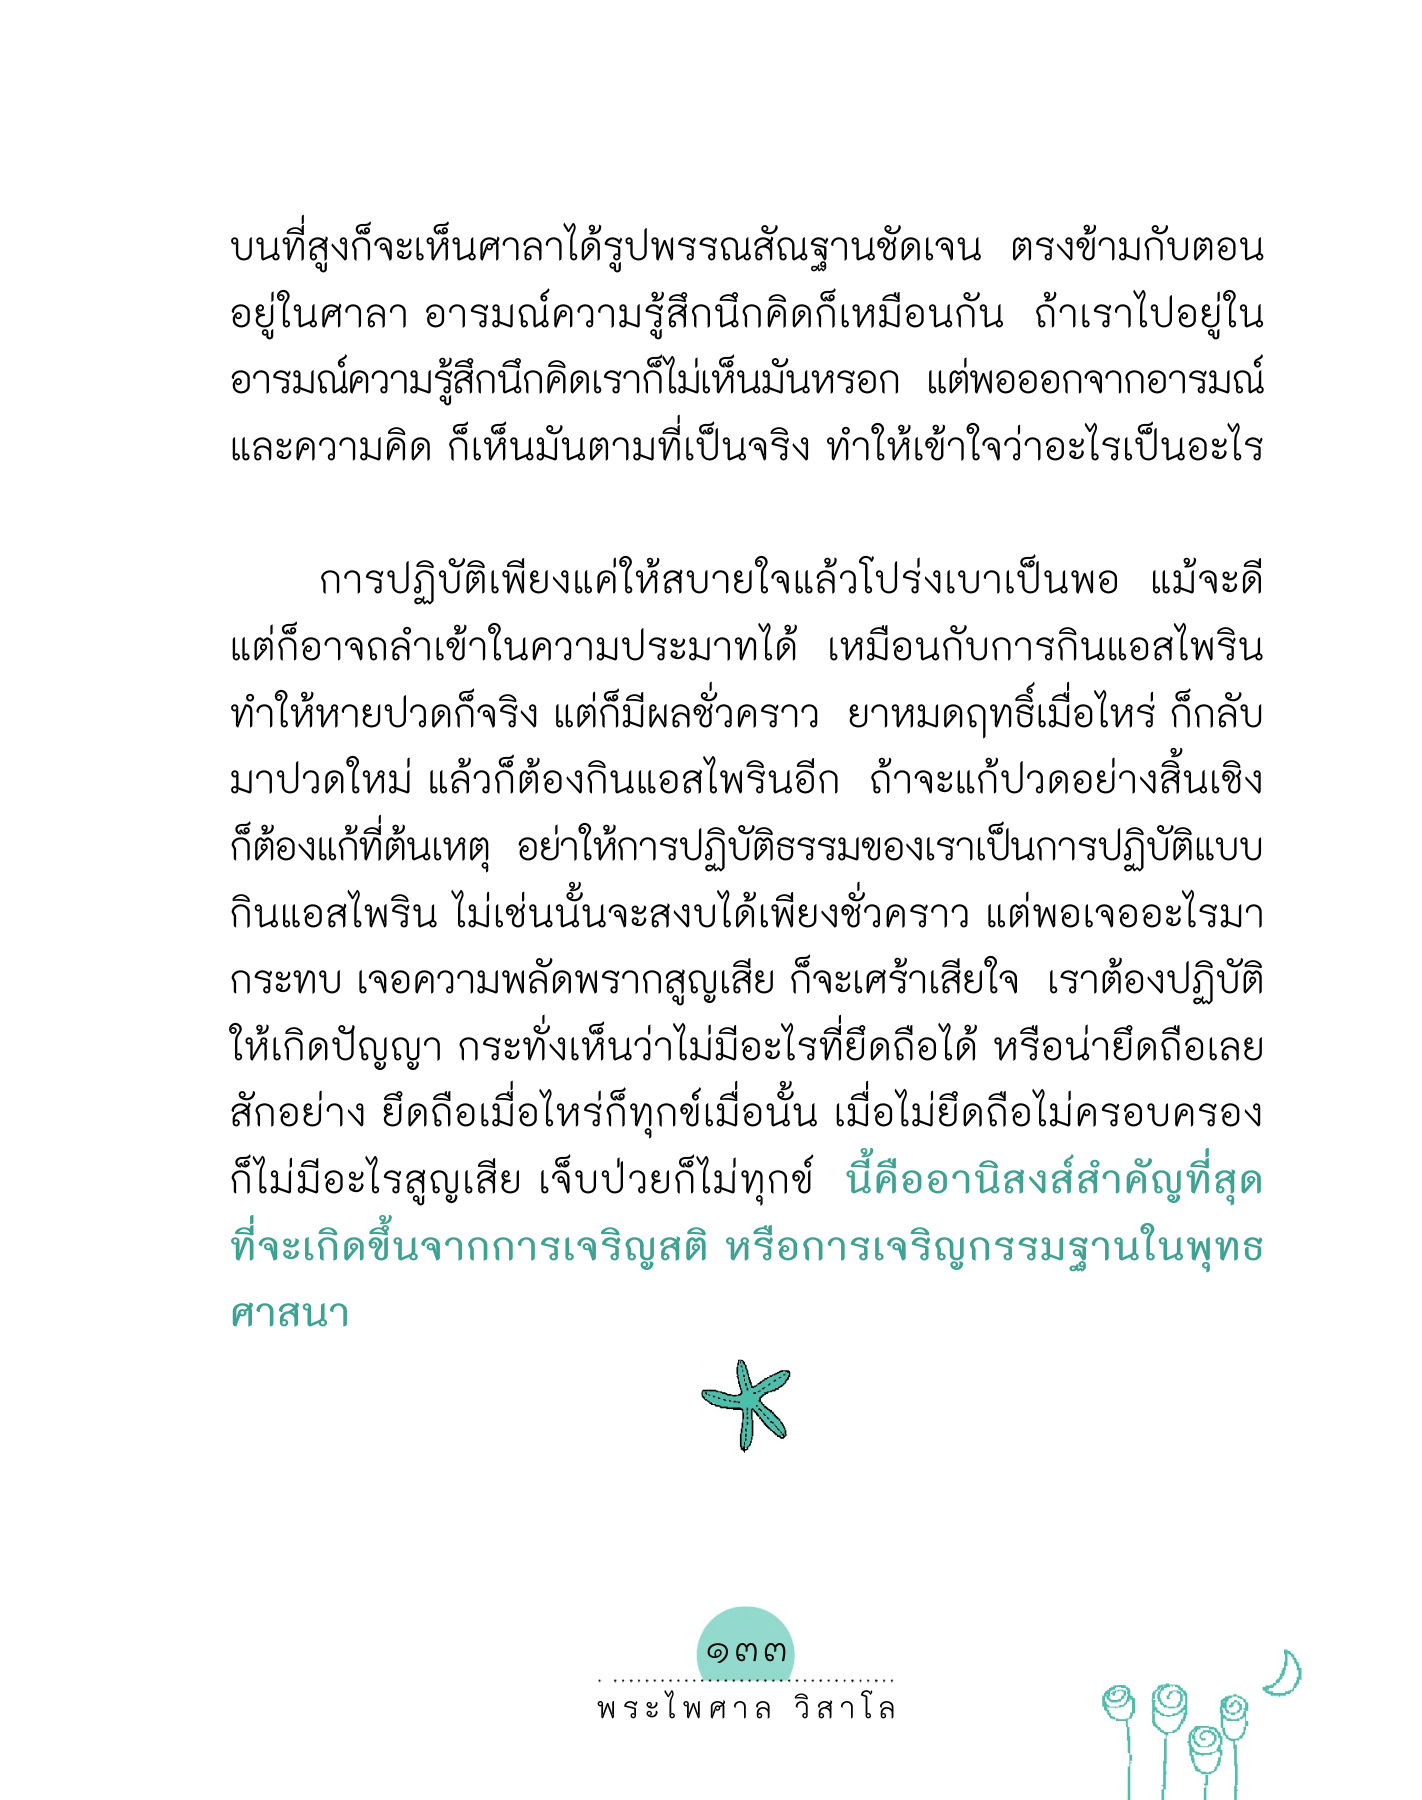 บนที่สูงก็จะเห็นศาลาได้รูปพรรณสัณฐานชัดเจน ตรงข้ามกับตอน
อยู่ในศาลา อารมณ์ความรู้สึกนึกคิดก็เหมือนกัน ถ้าเราไปอยู่ใน
อารมณ์ความรู้สึกนึกคิดเราก็ไม่เห็นมันหรอก แต่พอออกจากอารมณ์
และความคิด ก็เห็นมันตามที่เป็นจริง ทำให้เข้าใจว่าอะไรเป็นอะไร
การปฏิบัติเพียงแค่ให้สบายใจแล้วโปร่งเบาเป็นพอ แม้จะดี
แต่ก็อาจถลำเข้าในความประมาทได้ เหมือนกับการกินแอสไพริน
ทำให้หายปวดก็จริง แต่ก็มีผลชั่วคราว ยาหมดฤทธิ์เมื่อไหร่ ก็กลับ
มาปวดใหม่ แล้วก็ต้องกินแอสไพรินอีก ถ้าจะแก้ปวดอย่างสิ้นเชิง
ก็ต้องแก้ที่ต้นเหตุ อย่าให้การปฏิบัติธรรมของเราเป็นการปฏิบัติแบบ
กินแอสไพริน ไม่เช่นนั้นจะสงบได้เพียงชั่วคราว แต่พอเจออะไรมา
กระทบ เจอความพลัดพรากสูญเสีย ก็จะเศร้าเสียใจ เราต้องปฏิบัติ
ให้เกิดปัญญา กระทั่งเห็นว่าไม่มีอะไรที่ยึดถือได้ หรือน่ายึดถือเลย
สักอย่าง ยึดถือเมื่อไหร่ก็ทุกข์เมื่อนั้น เมื่อไม่ยึดถือไม่ครอบครอง
ก็ไม่มีอะไรสูญเสีย เจ็บป่วยก็ไม่ทุกข์ นี้คืออานิสงส์สำคัญที่สุด
ที่จะเกิดขึ้นจากการเจริญสติ หรือการเจริญกรรมฐานในพุทธ
ศาสนา
๑๓๓
พระไพศาล วิสาโล